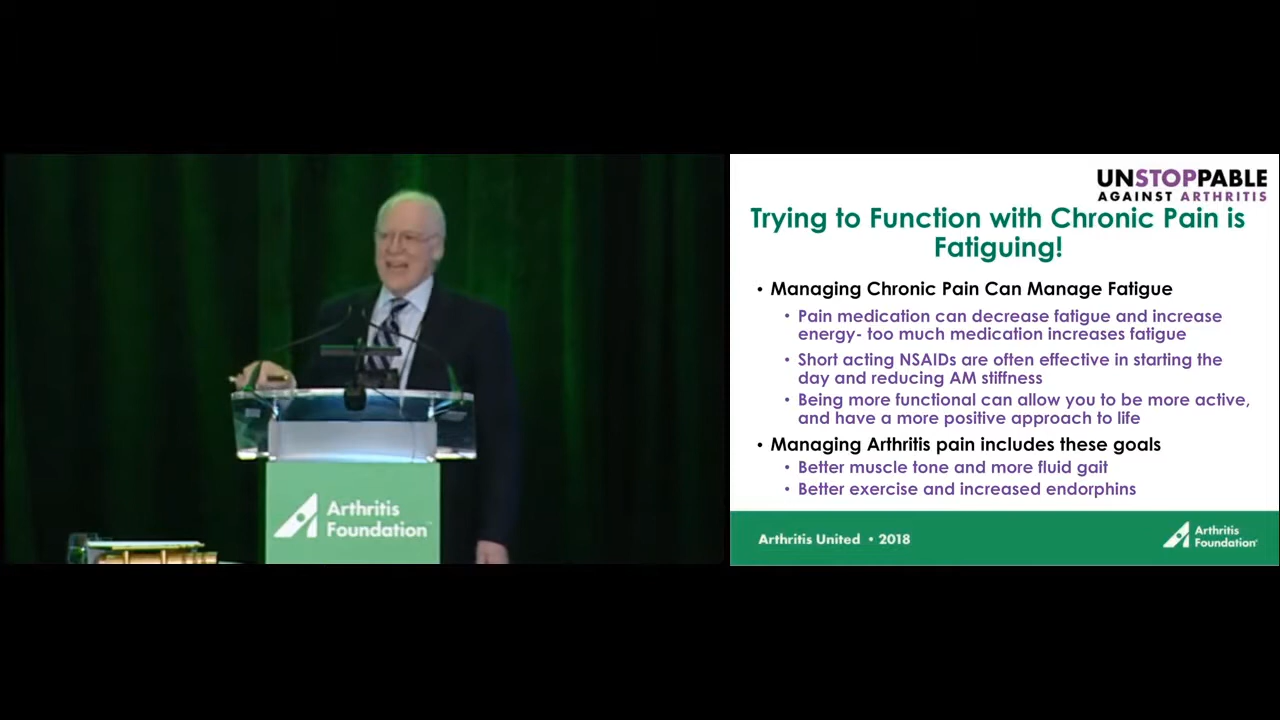 Arthritis
Foundation™
UNSTOPPABLE
AGAINST ARTHRITIS
Trying to Function with Chronic Pain is
Fatiguing!
• Managing Chronic Pain Can Manage Fatigue
• Pain medication can decrease fatigue and increase
energy- too much medication increases fatigue
• Short acting NSAIDs are often effective in starting the
day and reducing AM stiffness
• Being more functional can allow you to be more active,
and have a more positive approach to life
• Managing Arthritis pain includes these goals
• Better muscle tone and more fluid gait
• Better exercise and increased endorphins
Arthritis United • 2018
Arthritis
Foundation®